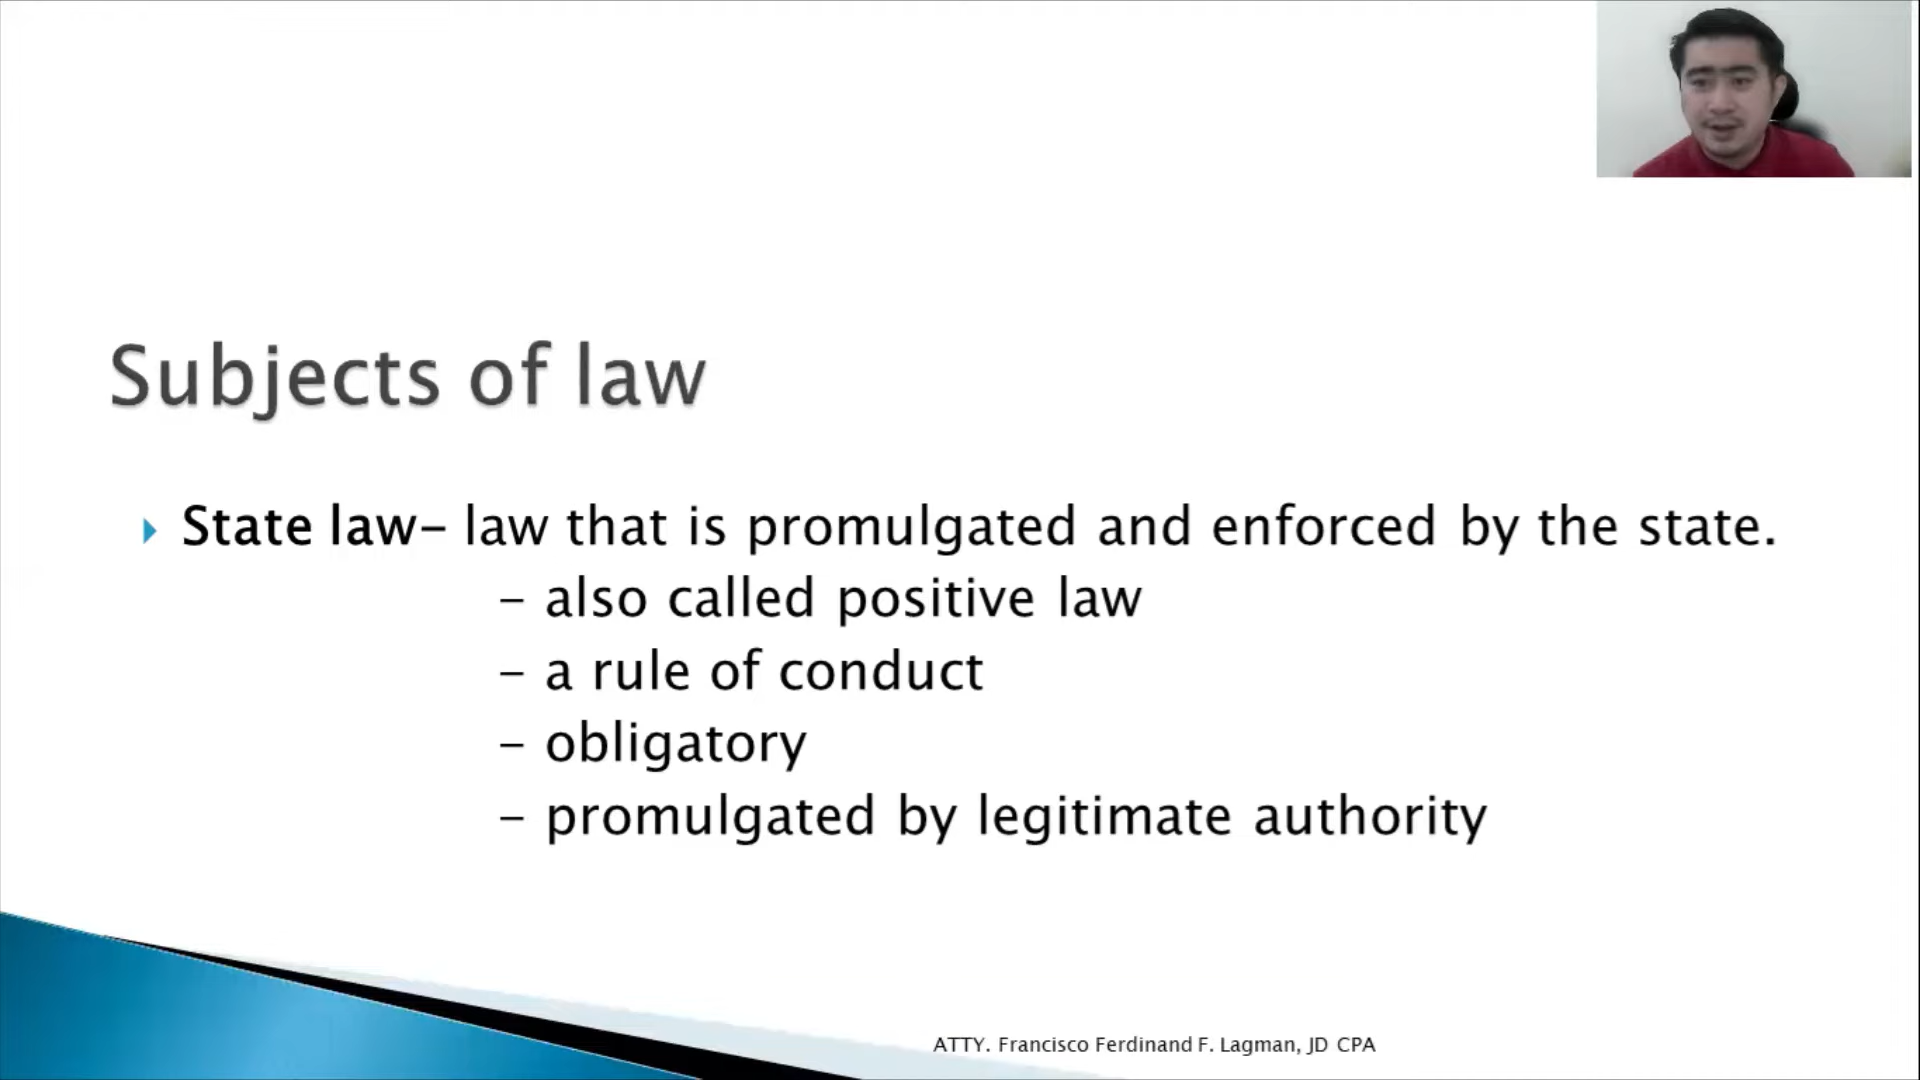 Subjects of law
State law– law that is promulgated and enforced by the state.
– also called positive law
– a rule of conduct
– obligatory
– promulgated by legitimate authority
ATTY. Francisco Ferdinand F. Lagman, JD CPA